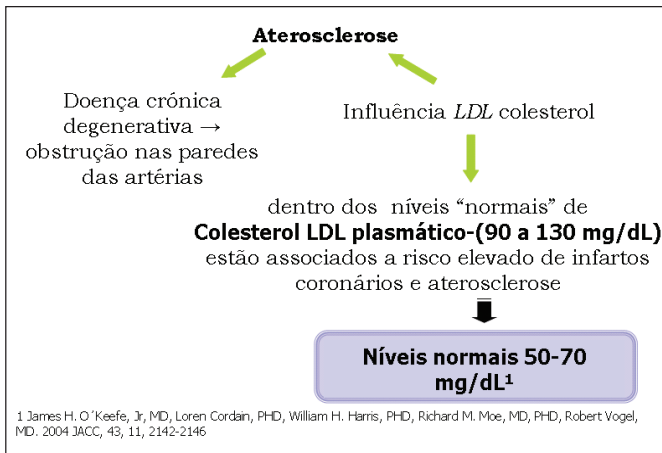 Aterosclerose
Doença crónica
degenerativa →
obstrução nas paredes
das artérias
Influência LDL colesterol
dentro dos níveis “normais” de
Colesterol LDL plasmático-(90 a 130 mg/dL)
estão associados a risco elevado de infartos
coronários e aterosclerose
Níveis normais 50-70
mg/dL¹
1 James H. O´Keefe, Jr, MD, Loren Cordain, PHD, William H. Harris, PHD, Richard M. Moe, MD, PHD, Robert Vogel,
MD. 2004 JACC, 43, 11, 2142-2146